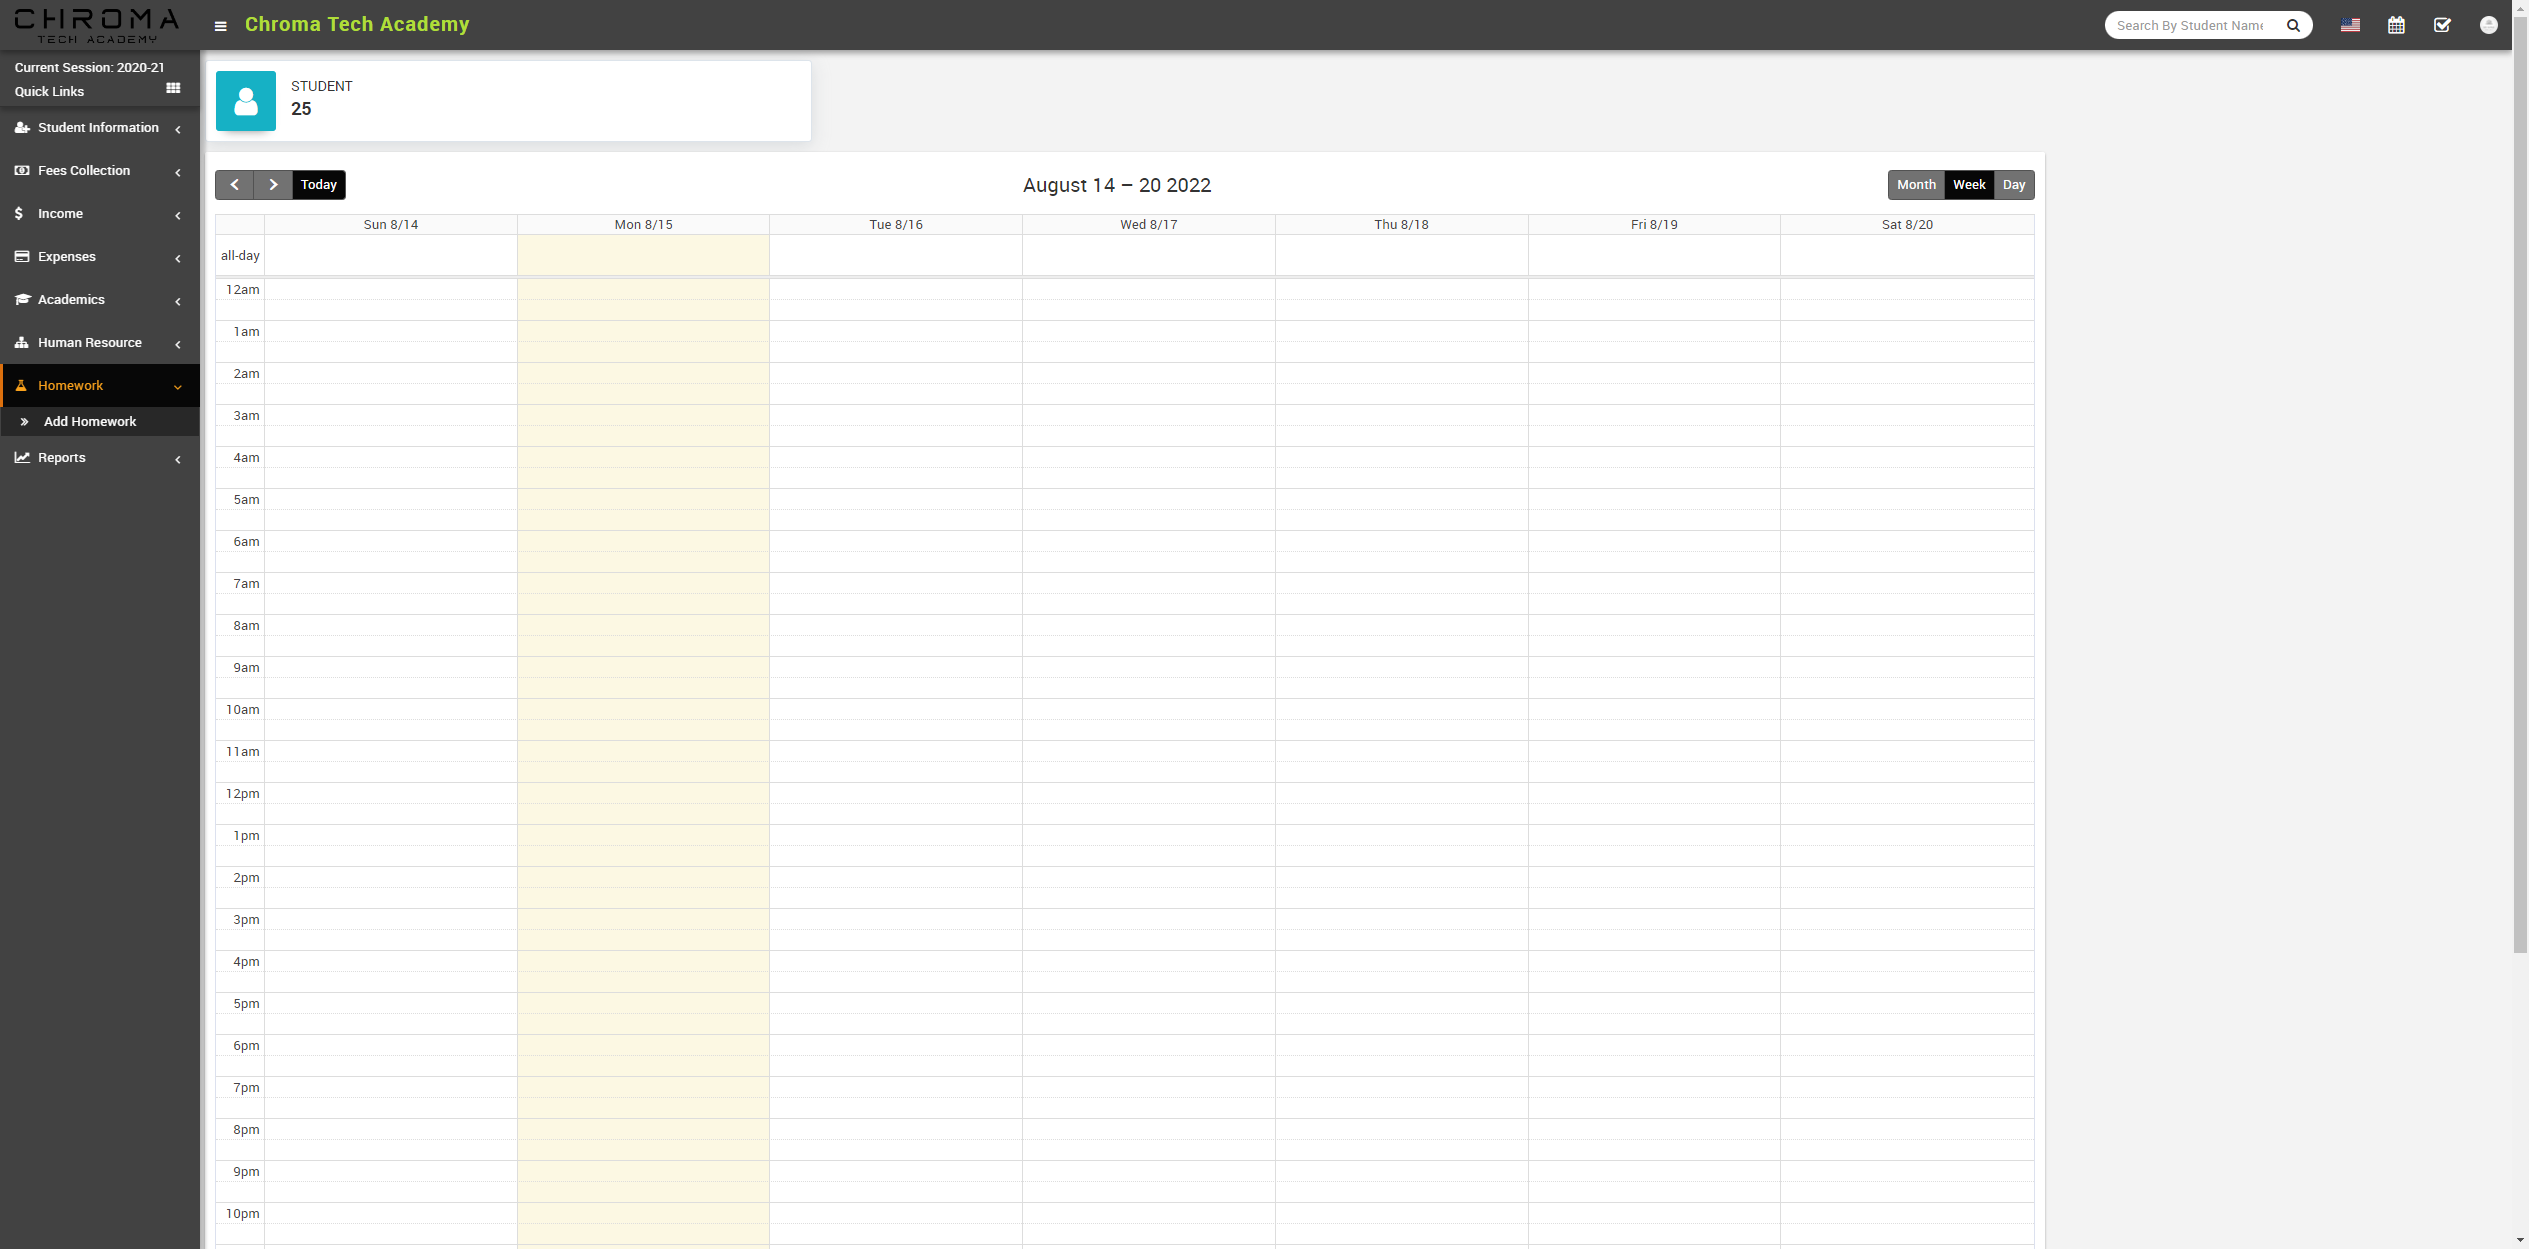 CHROMA
TECH ACADEMY
Chroma Tech Academy
Search By Student Name
Current Session: 2020-21
Quick Links
Student Information
Fees Collection
Income
Expenses
Academics
Human Resource
Homework
Add Homework
Reports
STUDENT
25
Today
August 14 – 20 2022
Month Week Day
Sun 8/14 Mon 8/15 Tue 8/16 Wed 8/17 Thu 8/18 Fri 8/19 Sat 8/20
all-day
12am
1am
2am
3am
4am
5am
6am
7am
8am
9am
10am
11am
12pm
1pm
2pm
3pm
4pm
5pm
6pm
7pm
8pm
9pm
10pm